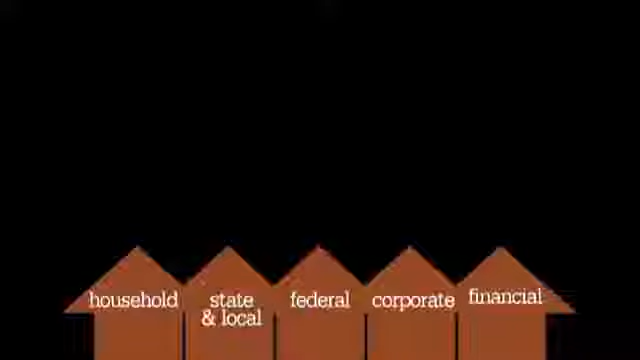 household
state
& local
federal
corporate
financial